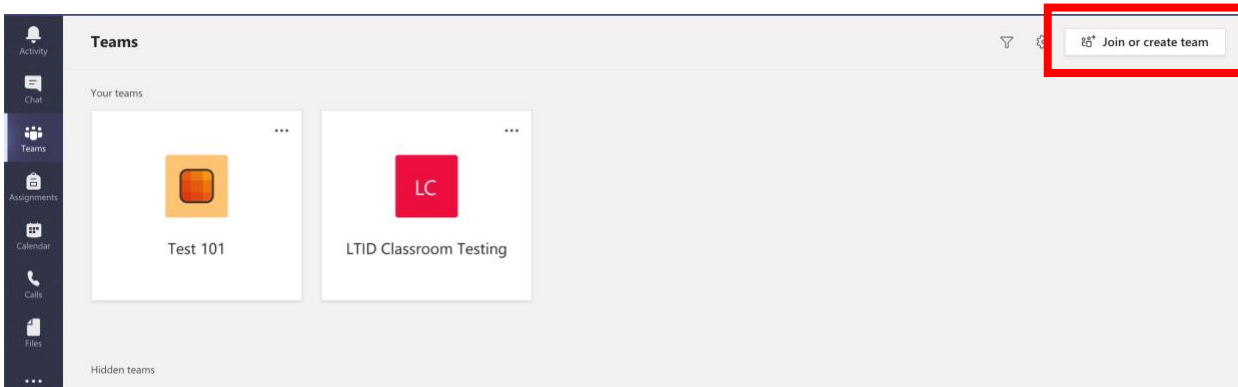 Activity
Chat
Teams
Assignments
Calendar
Calls
Files
Teams
Join or create team
Your teams
Test 101
LC
LTID Classroom Testing
Hidden teams